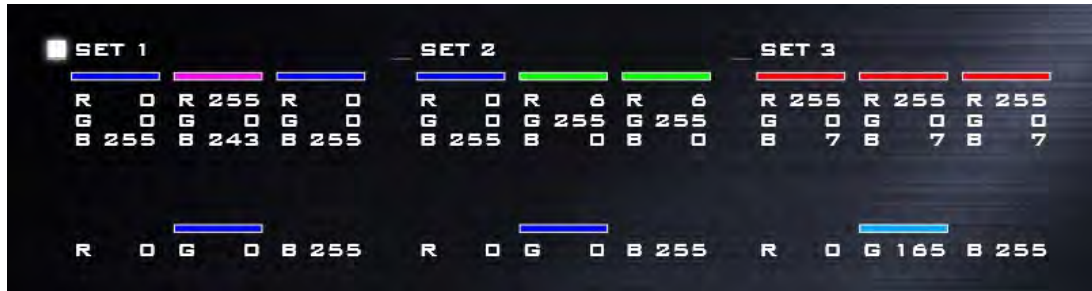 SET 1 SET 2 SET 3
R 0 R 255 R 0 R 0 R 6 R 6 R 255 R 255 R 255
G 0 G 0 G 0 G 0 G 255 G 255 G 0 G 0 G 0
B 255 B 243 B 255 B 255 B 0 B 0 B 7 B 7 B 7
R 0 G 0 B 255 R 0 G 0 B 255 R 0 G 165 B 255